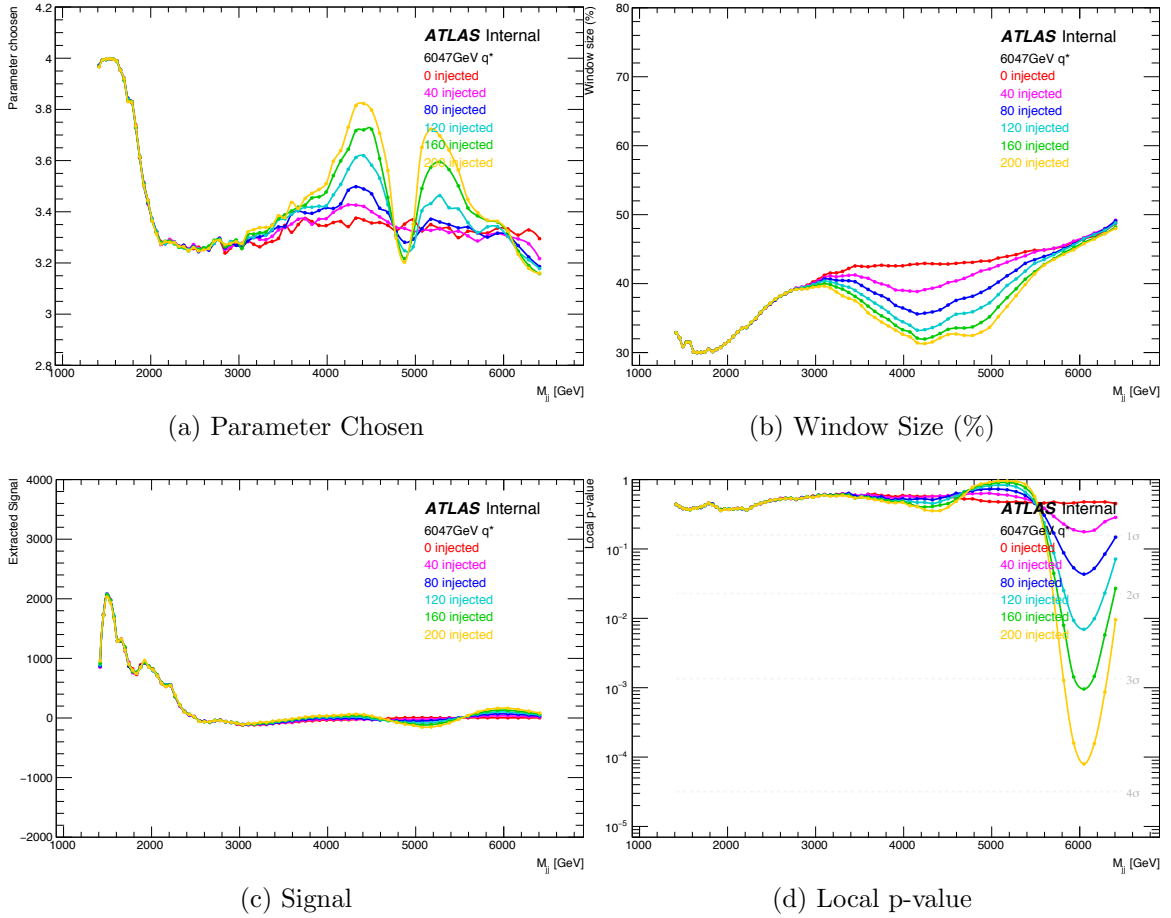 Parameter choosen
4.2
4
3.8
3.6
3.4
3.2
3
2.8
1000 2000 3000 4000 5000 6000
M_jj [GeV]
ATLAS Internal
6047GeV q*
0 injected
40 injected
80 injected
120 injected
160 injected
200 injected
(a) Parameter Chosen
Window size (%)
80
70
60
50
40
30
1000 2000 3000 4000 5000 6000
M_jj [GeV]
ATLAS Internal
6047GeV q*
0 injected
40 injected
80 injected
120 injected
160 injected
200 injected
(b) Window Size (%)
Extracted Signal
4000
3000
2000
1000
0
−1000
−2000
1000 2000 3000 4000 5000 6000
M_jj [GeV]
ATLAS Internal
6047GeV q*
0 injected
40 injected
80 injected
120 injected
160 injected
200 injected
(c) Signal
Local p-value
1
10⁻¹
10⁻²
10⁻³
10⁻⁴
10⁻⁵
1000 2000 3000 4000 5000 6000
M_jj [GeV]
ATLAS Internal
6047GeV q*
0 injected
40 injected
80 injected
120 injected
160 injected
200 injected
1σ
2σ
3σ
4σ
(d) Local p-value